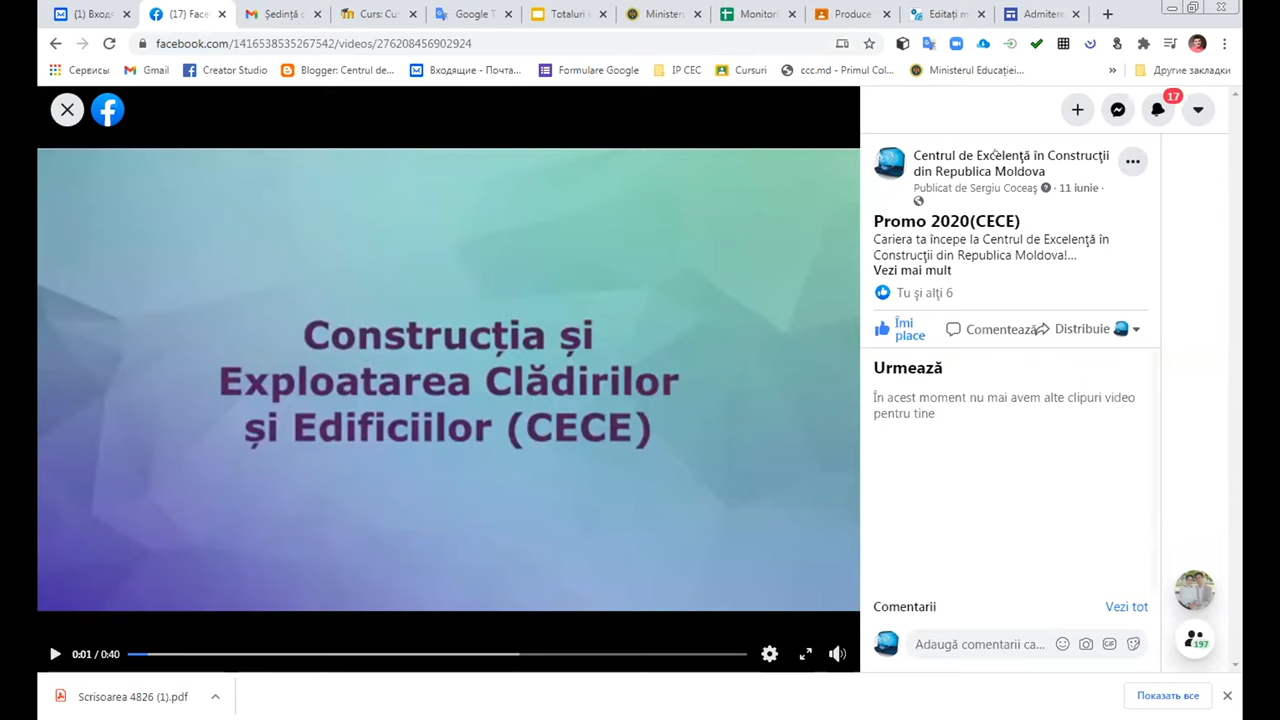 (1) Входя
(17) Face
Ședință c
Curs: Cu
Google T
Totaluri î
Ministeru
Monitori
Produce
Editați m
Admitere
facebook.com/1416538535267542/videos/276208456902924
Сервисы
Gmail
Creator Studio
Blogger: Centrul de...
Входящие - Почта...
Formulare Google
IP CEC
Cursuri
ccc.md - Primul Col...
Ministerul Educației...
»
Другие закладки
17
Centrul de Excelență în Construcții
din Republica Moldova
Publicat de Sergiu Coceaș · 11 iunie ·
Promo 2020(CECE)
Cariera ta începe la Centrul de Excelență în
Construcții din Republica Moldova!...
Vezi mai mult
Tu și alți 6
Îmi
place
Comentează
Distribuie
Urmează
În acest moment nu mai avem alte clipuri video
pentru tine
Construcția și
Exploatarea Clădirilor
și Edificiilor (CECE)
Comentarii
Vezi tot
Adaugă comentarii ca...
GIF
197
0:01 / 0:40
Scrisoarea 4826 (1).pdf
Показать все